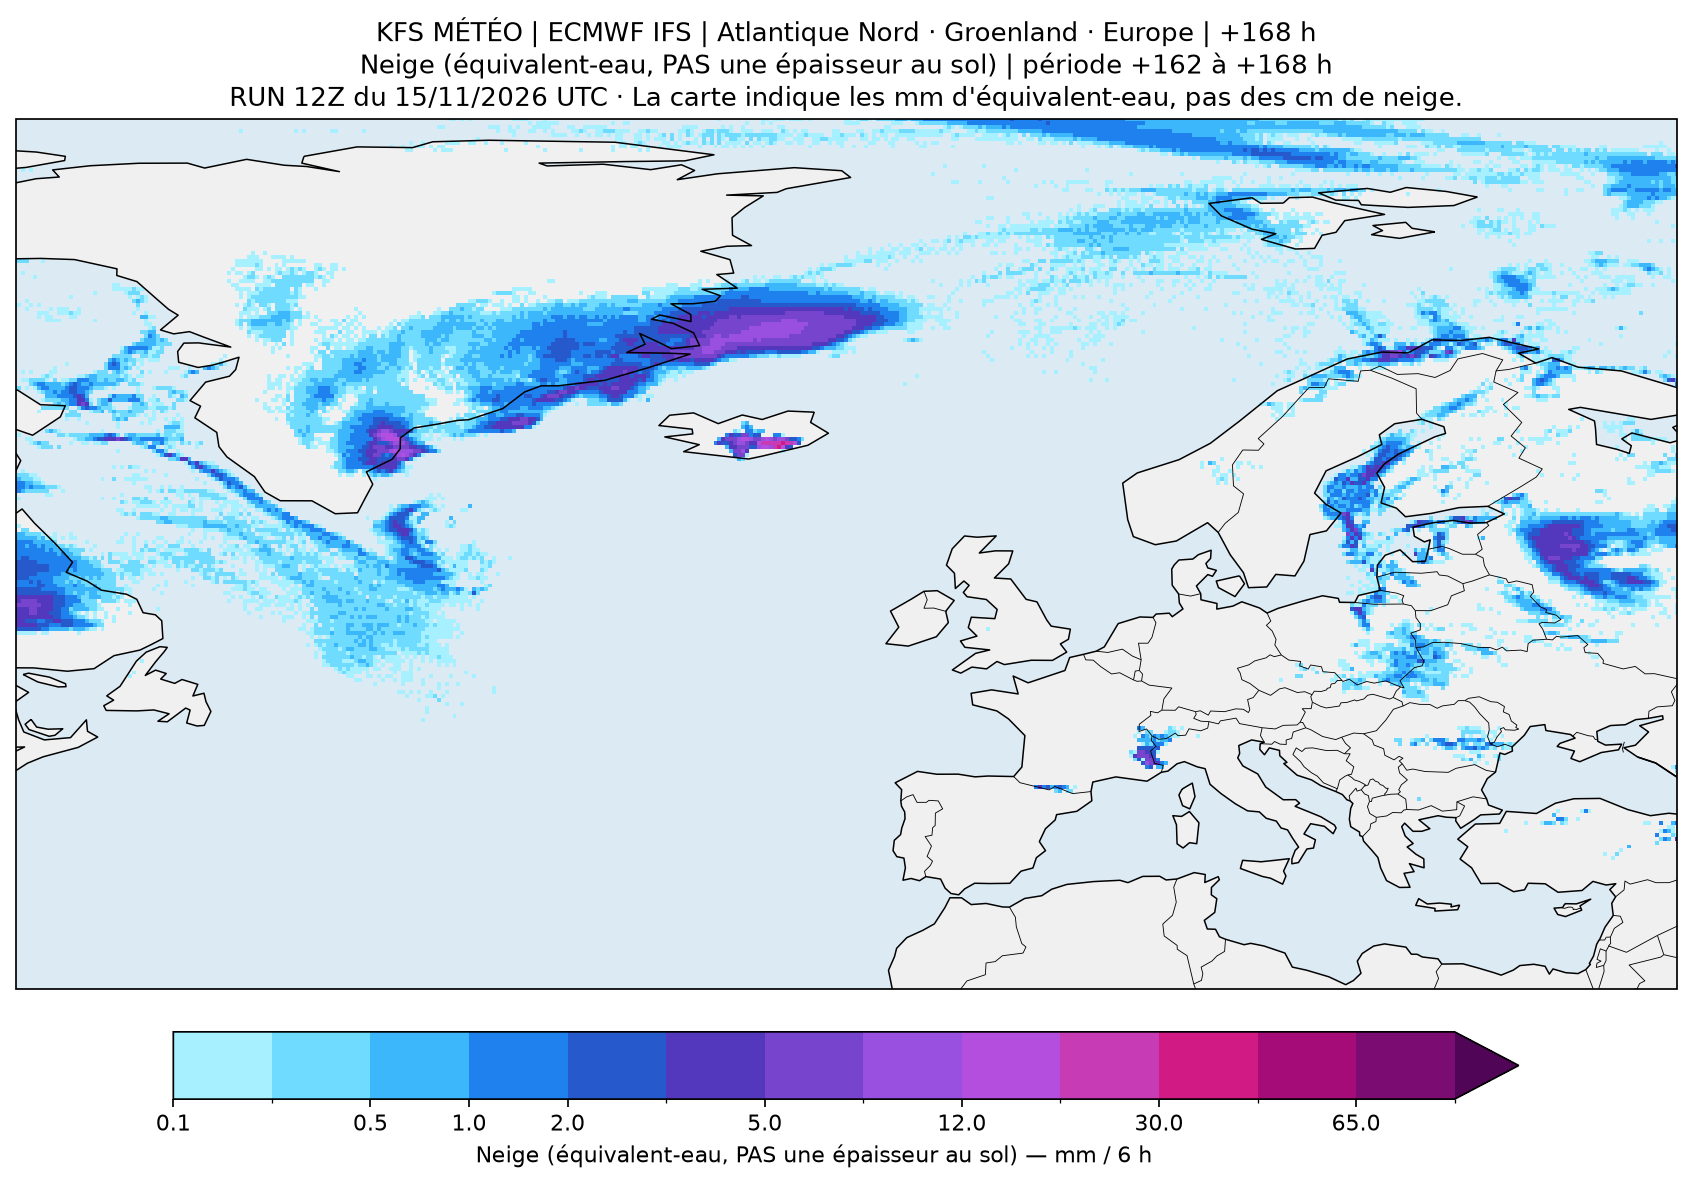 KFS MÉTÉO | ECMWF IFS | Atlantique Nord · Groenland · Europe | +168 h
Neige (équivalent-eau, PAS une épaisseur au sol) | période +162 à +168 h
RUN 12Z du 15/11/2026 UTC · La carte indique les mm d'équivalent-eau, pas des cm de neige.
0.1 0.5 1.0 2.0 5.0 12.0 30.0 65.0
Neige (équivalent-eau, PAS une épaisseur au sol) — mm / 6 h